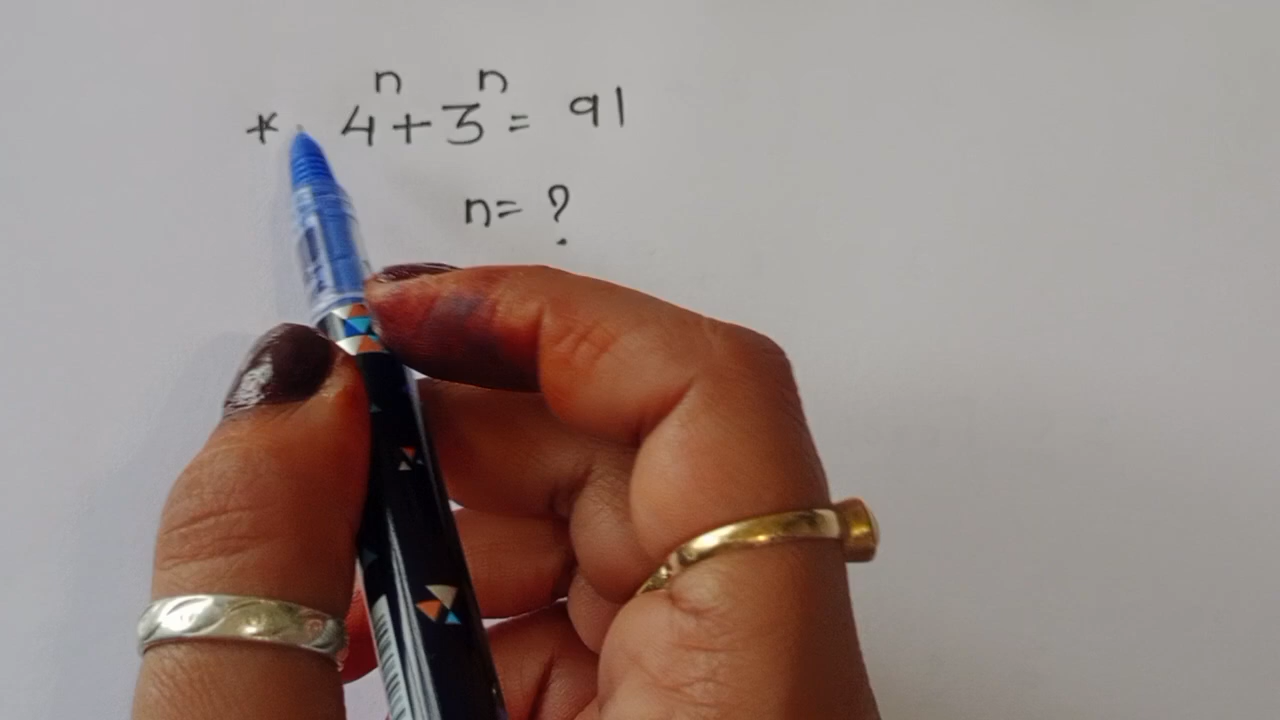 * 4ⁿ + 3ⁿ = 91
n = ?